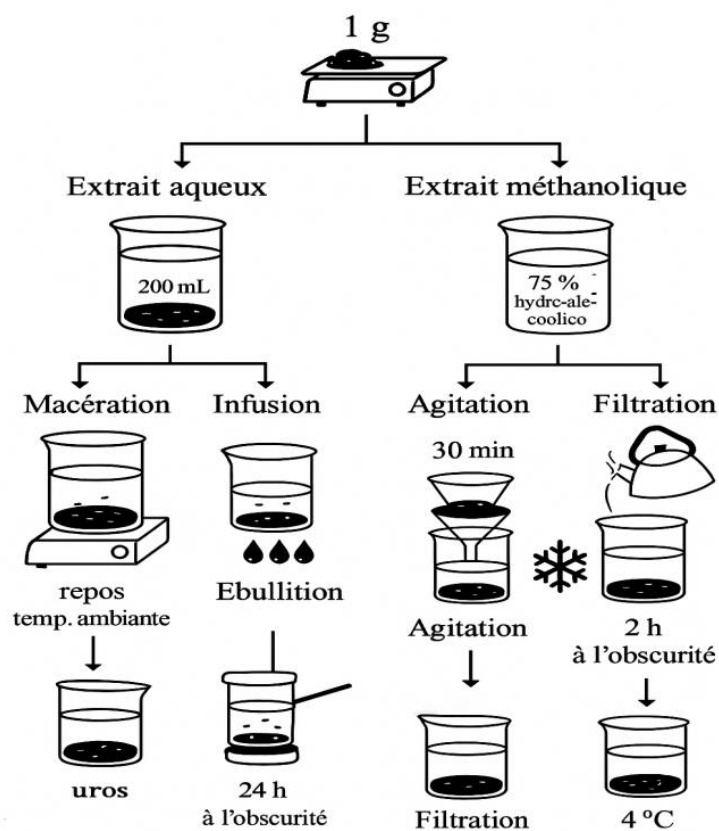 1 g
Extrait aqueux
Extrait méthanolique
200 mL
75 %
hydrc-ale-
coolico
Macération
Infusion
Agitation
Filtration
30 min
repos
temp. ambiante
Ebullition
Agitation
2 h
à l'obscurité
uros
24 h
à l'obscurité
Filtration
4 °C